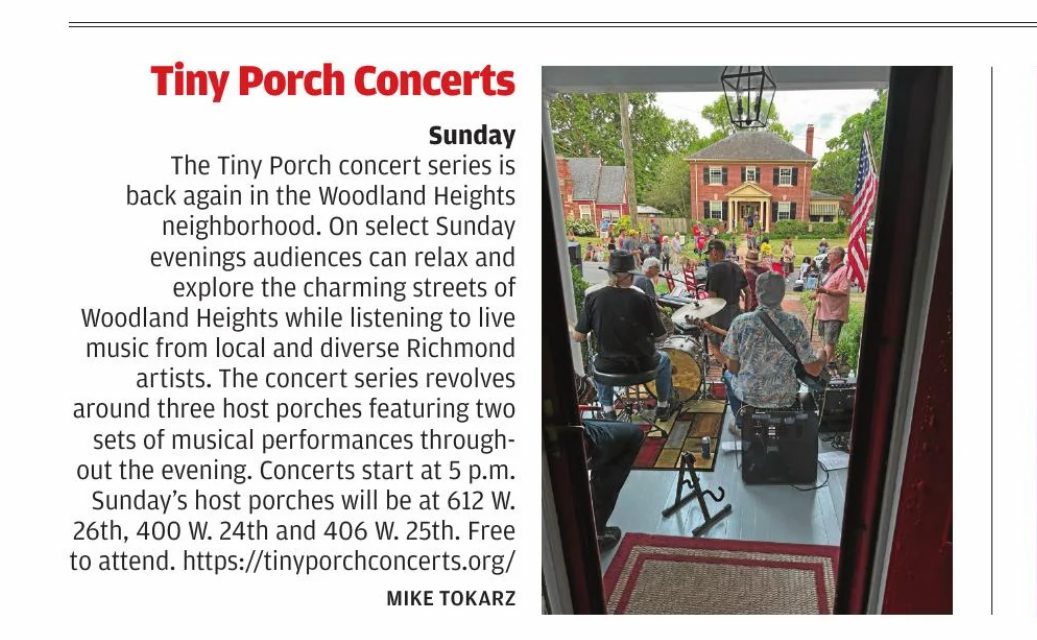 Tiny Porch Concerts
Sunday
The Tiny Porch concert series is
back again in the Woodland Heights
neighborhood. On select Sunday
evenings audiences can relax and
explore the charming streets of
Woodland Heights while listening to live
music from local and diverse Richmond
artists. The concert series revolves
around three host porches featuring two
sets of musical performances through-
out the evening. Concerts start at 5 p.m.
Sunday’s host porches will be at 612 W.
26th, 400 W. 24th and 406 W. 25th. Free
to attend. https://tinyporchconcerts.org/
MIKE TOKARZ